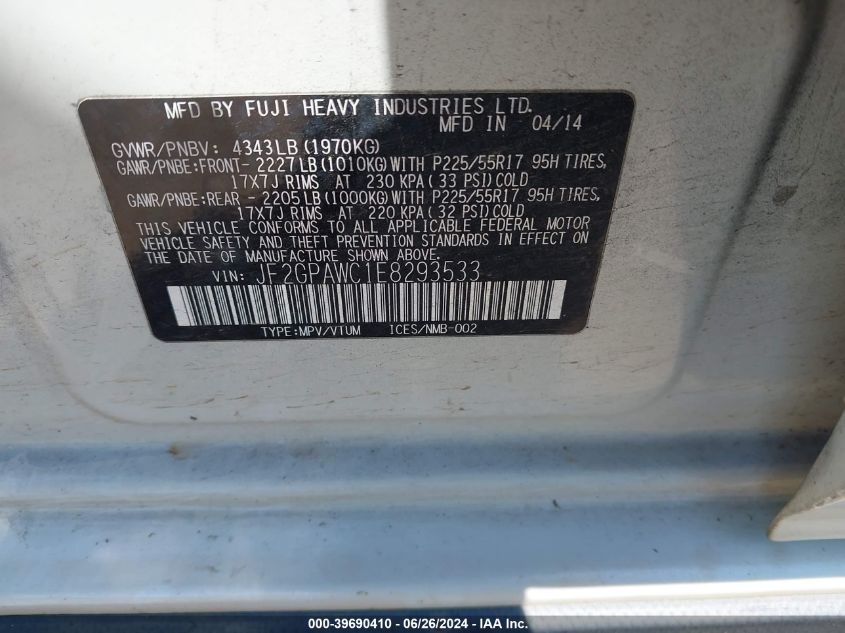 MFD BY FUJI HEAVY INDUSTRIES LTD.
MFD IN 04/14
GVWR/PNBV: 4343LB(1970KG)
GAWR/PNBE:FRONT- 2227LB(1010KG)WITH P225/55R17 95H TIRES,
17X7J RIMS AT 230 KPA(33 PSI)COLD
GAWR/PNBE:REAR - 2205LB(1000KG)WITH P225/55R17 95H TIRES,
17X7J RIMS AT 220 KPA(32 PSI)COLD
THIS VEHICLE CONFORMS TO ALL APPLICABLE FEDERAL MOTOR
VEHICLE SAFETY AND THEFT PREVENTION STANDARDS IN EFFECT ON
THE DATE OF MANUFACTURE SHOWN ABOVE.
VIN: JF2GPAWC1E8293533
TYPE:MPV/VTUM ICES/NMB-002
000-39690410 / 06/26/2024 - IAA Inc.